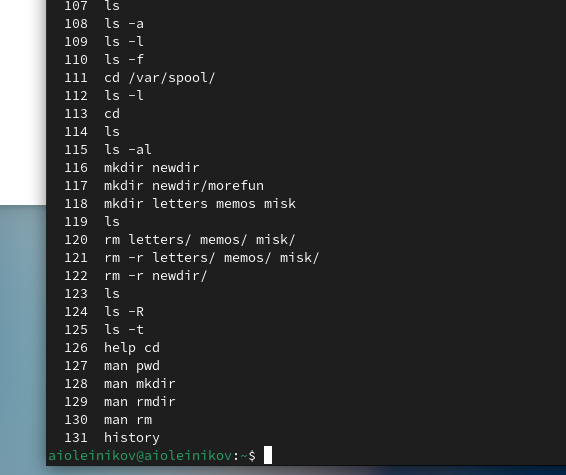 107 ls
108 ls -a
109 ls -l
110 ls -f
111 cd /var/spool/
112 ls -l
113 cd
114 ls
115 ls -al
116 mkdir newdir
117 mkdir newdir/morefun
118 mkdir letters memos misk
119 ls
120 rm letters/ memos/ misk/
121 rm -r letters/ memos/ misk/
122 rm -r newdir/
123 ls
124 ls -R
125 ls -t
126 help cd
127 man pwd
128 man mkdir
129 man rmdir
130 man rm
131 history
aioleinikov@aioleinikov:~$